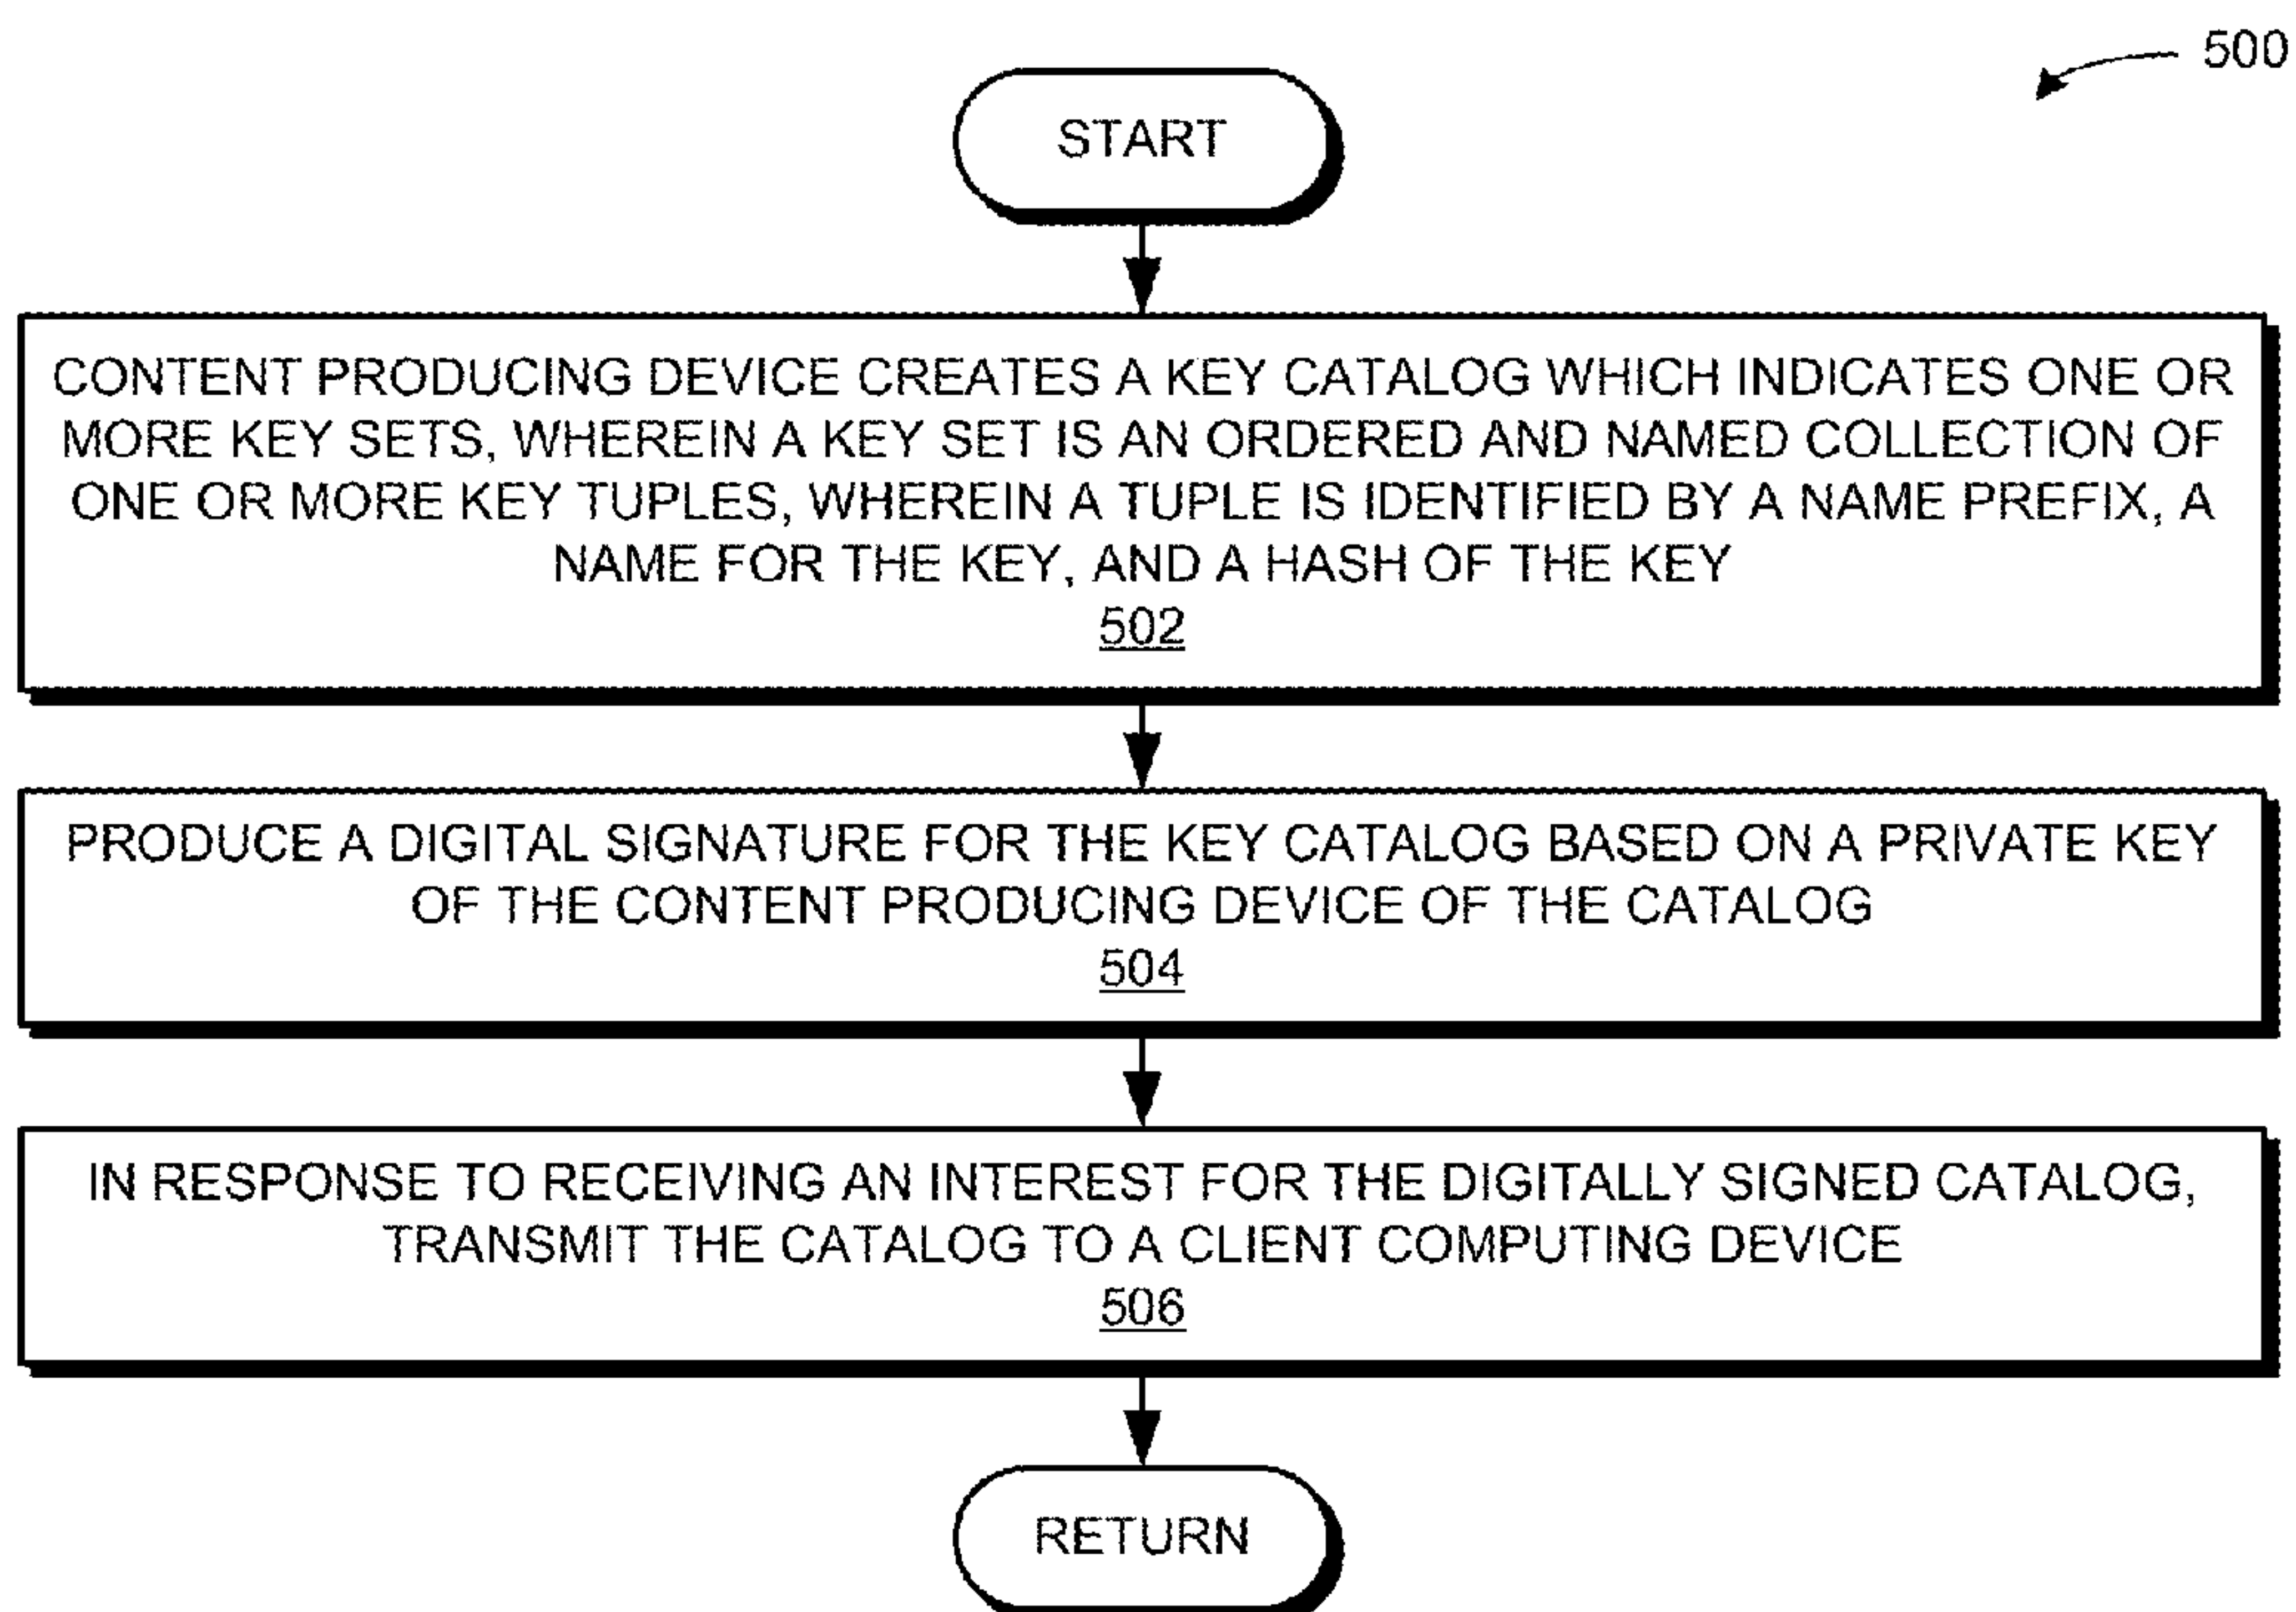 500
START
CONTENT PRODUCING DEVICE CREATES A KEY CATALOG WHICH INDICATES ONE OR
MORE KEY SETS, WHEREIN A KEY SET IS AN ORDERED AND NAMED COLLECTION OF
ONE OR MORE KEY TUPLES, WHEREIN A TUPLE IS IDENTIFIED BY A NAME PREFIX, A
NAME FOR THE KEY, AND A HASH OF THE KEY
502
PRODUCE A DIGITAL SIGNATURE FOR THE KEY CATALOG BASED ON A PRIVATE KEY
OF THE CONTENT PRODUCING DEVICE OF THE CATALOG
504
IN RESPONSE TO RECEIVING AN INTEREST FOR THE DIGITALLY SIGNED CATALOG,
TRANSMIT THE CATALOG TO A CLIENT COMPUTING DEVICE
506
RETURN